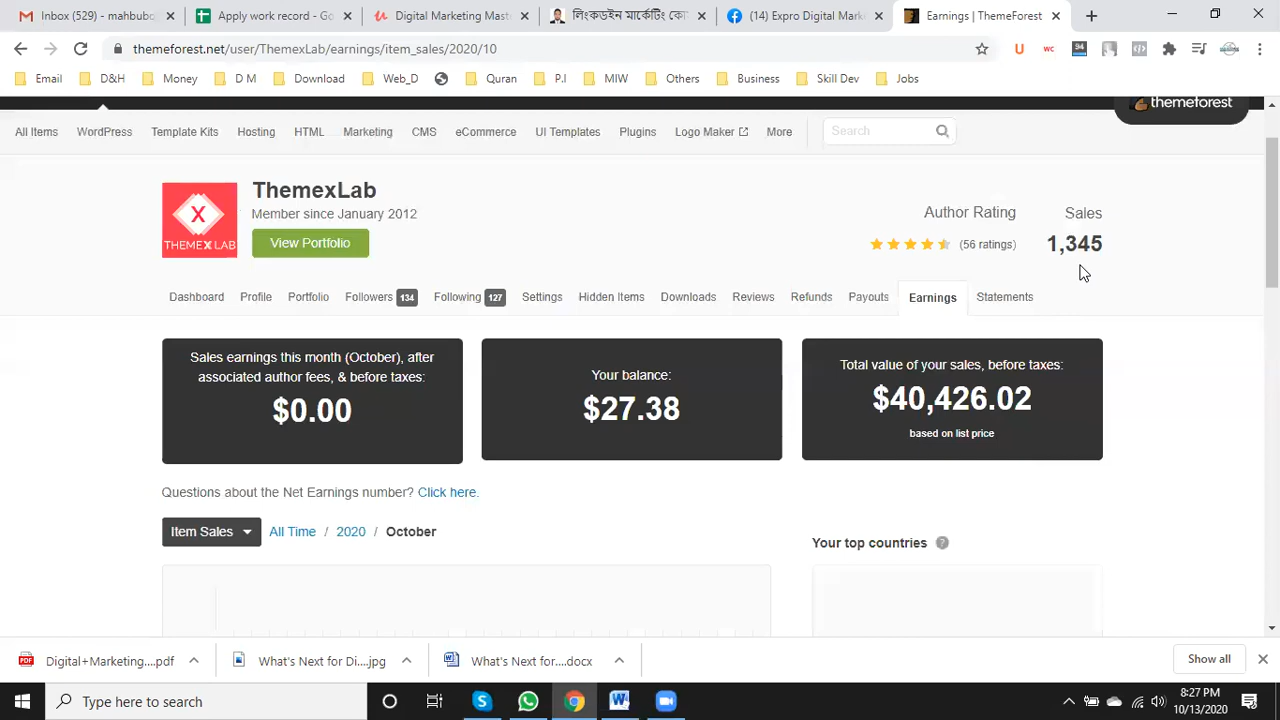 Inbox (529) - mahbub
Apply work record - Go
Digital Marketing Mast
লিংকডইন মার্কেটিং কো
(14) Expro Digital Mark
Earnings | ThemeForest
themeforest.net/user/ThemexLab/earnings/item_sales/2020/10
U
wc
94
Email
D&H
Money
D M
Download
Web_D
Quran
P.I
MIW
Others
Business
Skill Dev
Jobs
themeforest
All Items
WordPress
Template Kits
Hosting
HTML
Marketing
CMS
eCommerce
UI Templates
Plugins
Logo Maker
More
Search
X
THEMEXLAB
ThemexLab
Member since January 2012
View Portfolio
Author Rating
(56 ratings)
Sales
1,345
Dashboard
Profile
Portfolio
Followers 134
Following 127
Settings
Hidden Items
Downloads
Reviews
Refunds
Payouts
Earnings
Statements
Sales earnings this month (October), after
associated author fees, & before taxes:
$0.00
Your balance:
$27.38
Total value of your sales, before taxes:
$40,426.02
based on list price
Questions about the Net Earnings number? Click here.
Item Sales
All Time / 2020 / October
Your top countries ?
PDF
Digital+Marketing....pdf
What's Next for Di....jpg
What's Next for....docx
Show all
Type here to search
8:27 PM
10/13/2020